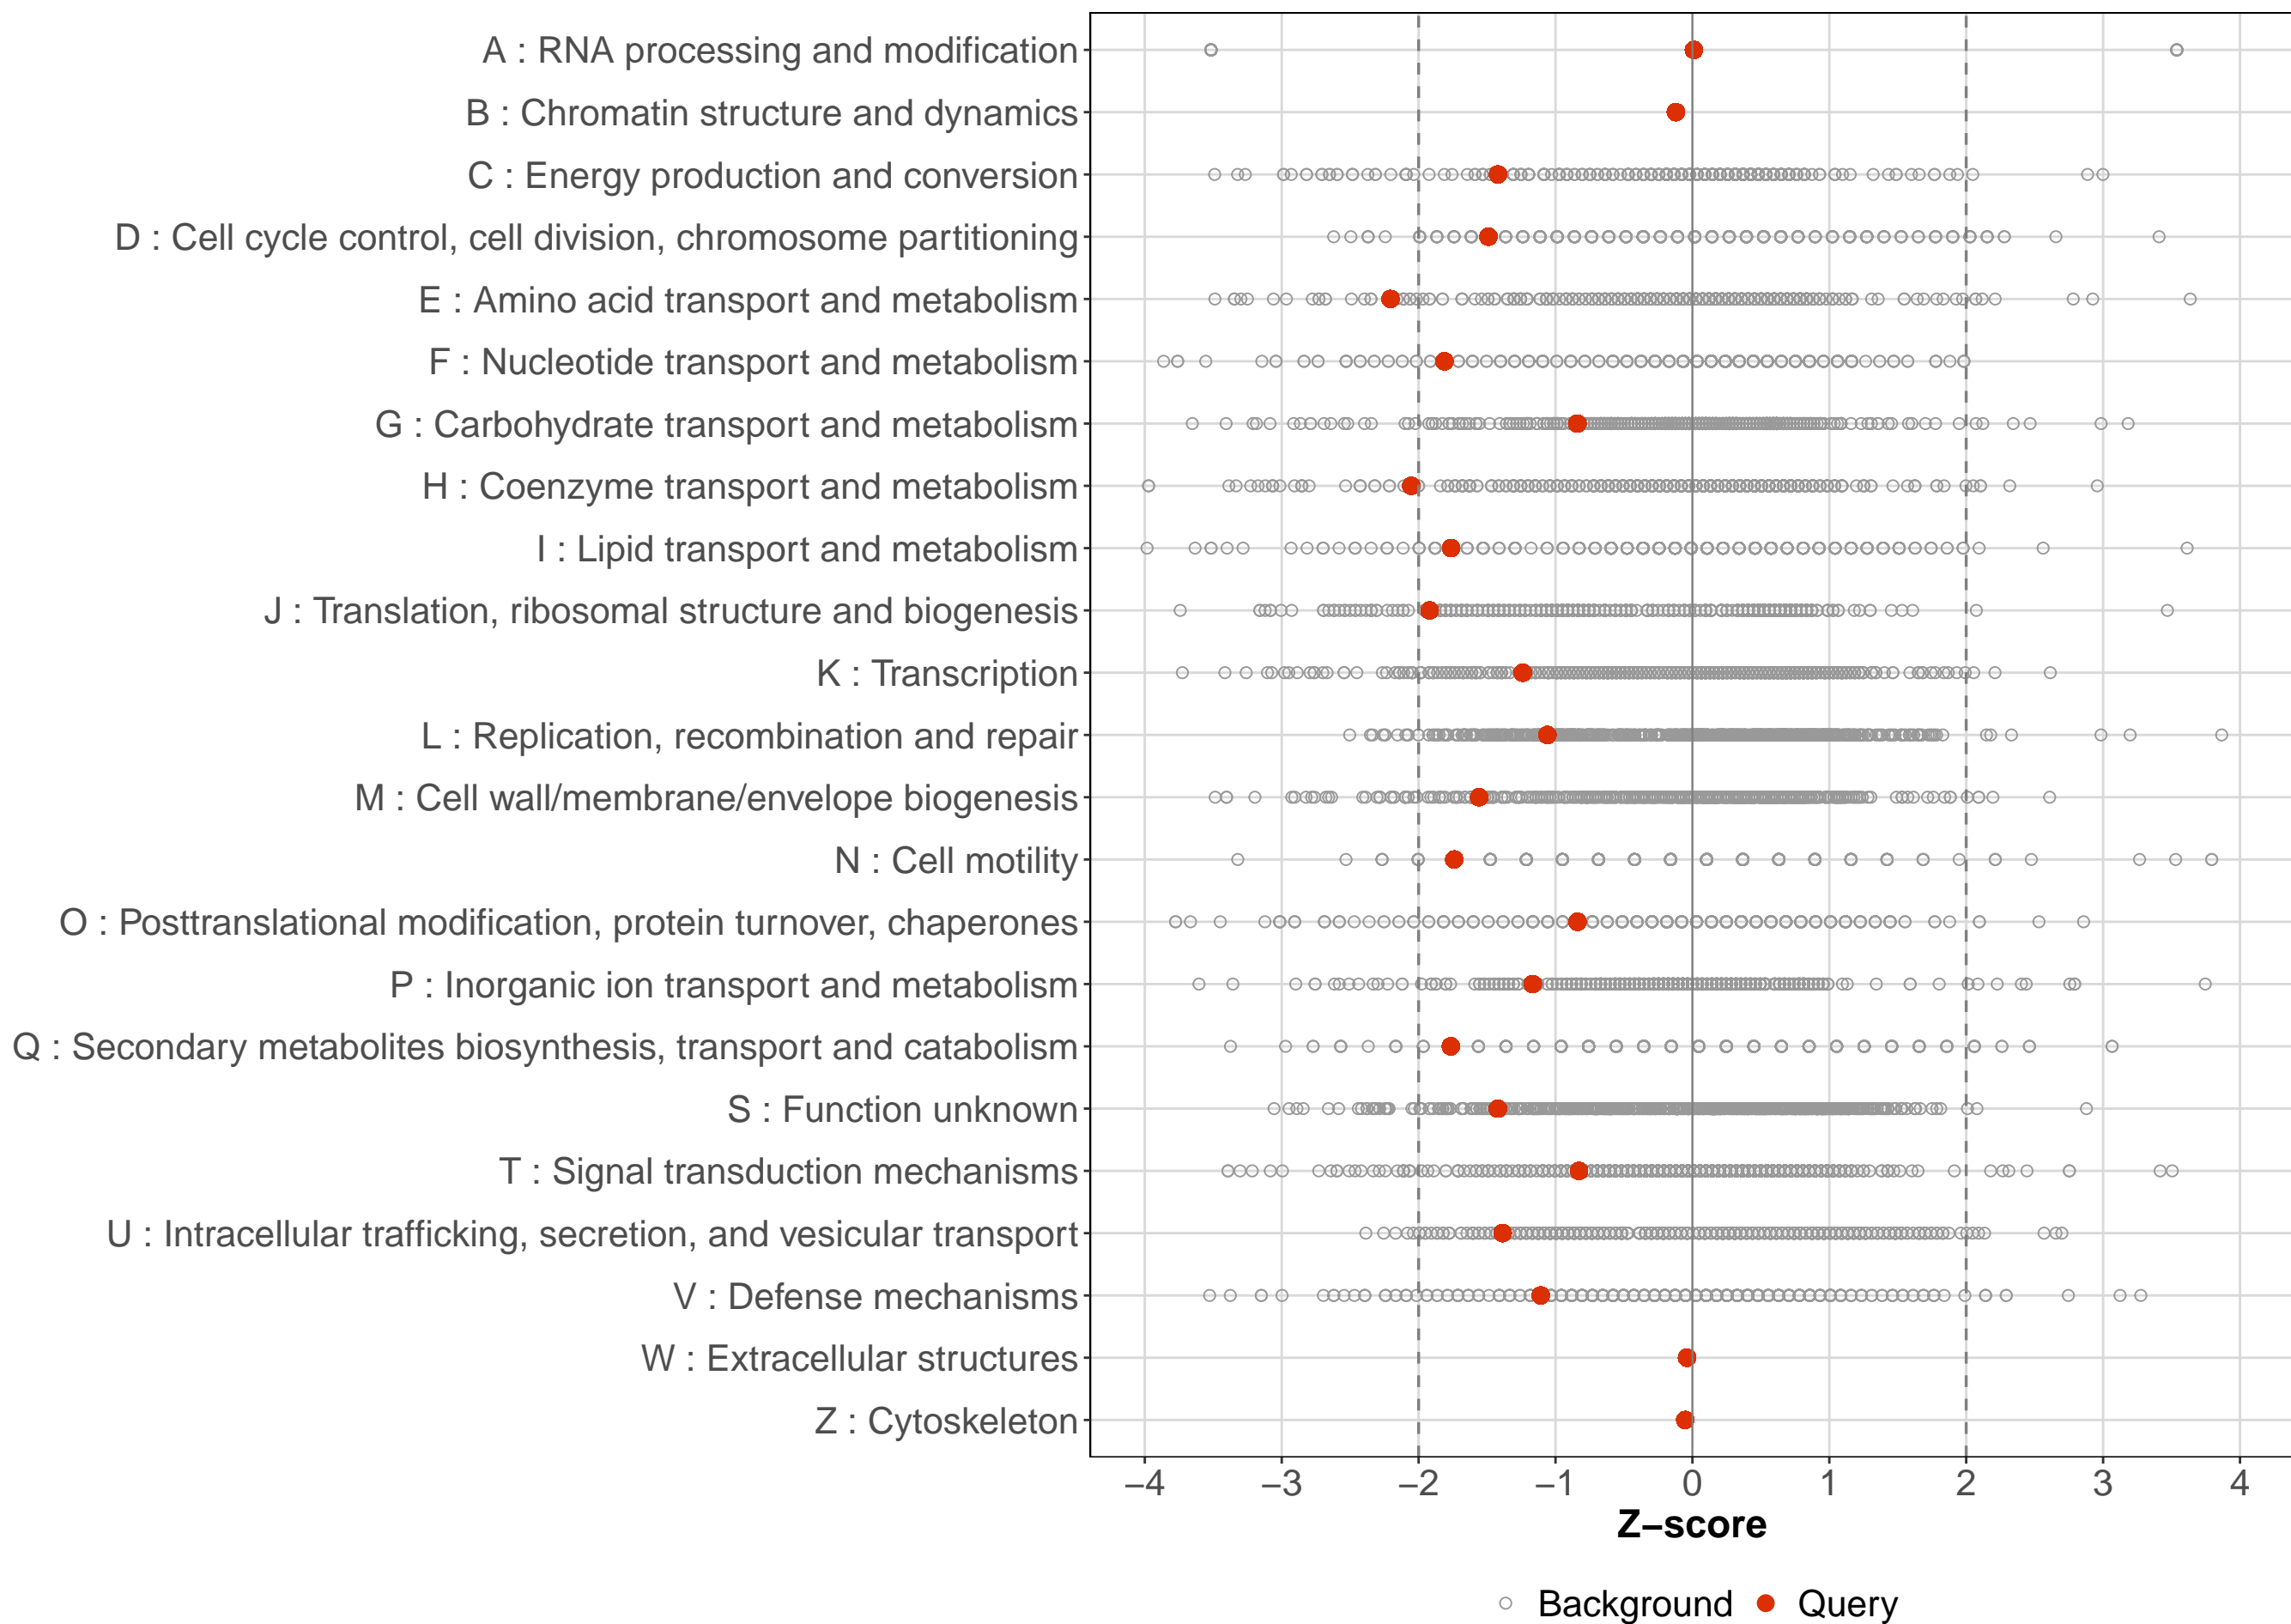 A : RNA processing and modification
B : Chromatin structure and dynamics
C : Energy production and conversion
D : Cell cycle control, cell division, chromosome partitioning
E : Amino acid transport and metabolism
F : Nucleotide transport and metabolism
G : Carbohydrate transport and metabolism
H : Coenzyme transport and metabolism
I : Lipid transport and metabolism
J : Translation, ribosomal structure and biogenesis
K : Transcription
L : Replication, recombination and repair
M : Cell wall/membrane/envelope biogenesis
N : Cell motility
O : Posttranslational modification, protein turnover, chaperones
P : Inorganic ion transport and metabolism
Q : Secondary metabolites biosynthesis, transport and catabolism
S : Function unknown
T : Signal transduction mechanisms
U : Intracellular trafficking, secretion, and vesicular transport
V : Defense mechanisms
W : Extracellular structures
Z : Cytoskeleton
−4 −3 −2 −1 0 1 2 3 4
Z−score
Background Query